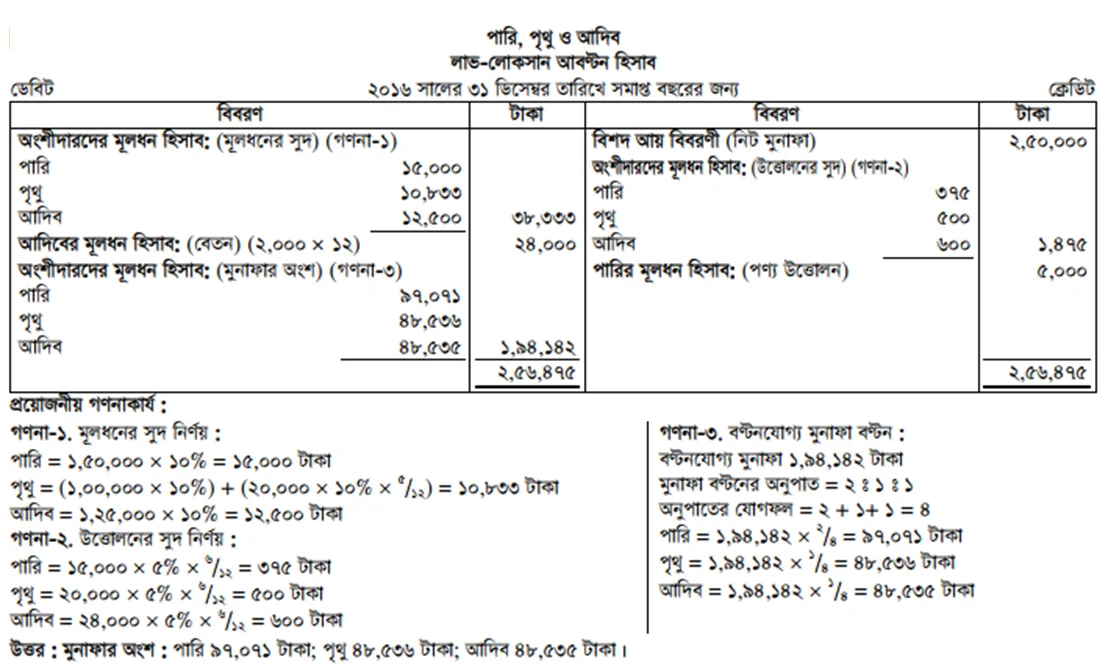 পারি, পৃথু ও আদিব
লাভ-লোকসান আবণ্টন হিসাব
ডেবিট ২০১৬ সালের ৩১ ডিসেম্বর তারিখে সমাপ্ত বছরের জন্য ক্রেডিট
বিবরণ টাকা বিবরণ টাকা
অংশীদারদের মূলধন হিসাব: (মূলধনের সুদ) (গণনা-১) বিশদ আয় বিবরণী (নিট মুনাফা) ২,৫০,০০০
পারি ১৫,০০০ অংশীদারদের মূলধন হিসাব: (উত্তোলনের সুদ) (গণনা-২)
পৃথু ১০,৮৩৩ পারি ৩৭৫
আদিব ১২,৫০০ ৩৮,৩৩৩ পৃথু ৫০০
আদিবের মূলধন হিসাব: (বেতন) (২,০০০ × ১২) ২৪,০০০ আদিব ৬০০ ১,৪৭৫
অংশীদারদের মূলধন হিসাব: (মুনাফার অংশ) (গণনা-৩) পারির মূলধন হিসাব: (পণ্য উত্তোলন) ৫,০০০
পারি ৯৭,০৭১
পৃথু ৪৮,৫৩৬
আদিব ৪৮,৫৩৫ ১,৯৪,১৪২
২,৫৬,৪৭৫ ২,৫৬,৪৭৫
প্রয়োজনীয় গণনাকার্য :
গণনা-১. মূলধনের সুদ নির্ণয় :
পারি = ১,৫০,০০০ × ১০% = ১৫,০০০ টাকা
পৃথু = (১,০০,০০০ × ১০%) + (২০,০০০ × ১০% × ৫/১২) = ১০,৮৩৩ টাকা
আদিব = ১,২৫,০০০ × ১০% = ১২,৫০০ টাকা
গণনা-২. উত্তোলনের সুদ নির্ণয় :
পারি = ১৫,০০০ × ৫% × ৬/১২ = ৩৭৫ টাকা
পৃথু = ২০,০০০ × ৫% × ৬/১২ = ৫০০ টাকা
আদিব = ২৪,০০০ × ৫% × ৬/১২ = ৬০০ টাকা
গণনা-৩. বণ্টনযোগ্য মুনাফা বণ্টন :
বণ্টনযোগ্য মুনাফা ১,৯৪,১৪২ টাকা
মুনাফা বণ্টনের অনুপাত = ২ ঃ ১ ঃ ১
অনুপাতের যোগফল = ২ + ১+ ১ = ৪
পারি = ১,৯৪,১৪২ × ২/৪ = ৯৭,০৭১ টাকা
পৃথু = ১,৯৪,১৪২ × ১/৪ = ৪৮,৫৩৬ টাকা
আদিব = ১,৯৪,১৪২ × ১/৪ = ৪৮,৫৩৫ টাকা
উত্তর : মুনাফার অংশ : পারি ৯৭,০৭১ টাকা; পৃথু ৪৮,৫৩৬ টাকা; আদিব ৪৮,৫৩৫ টাকা।